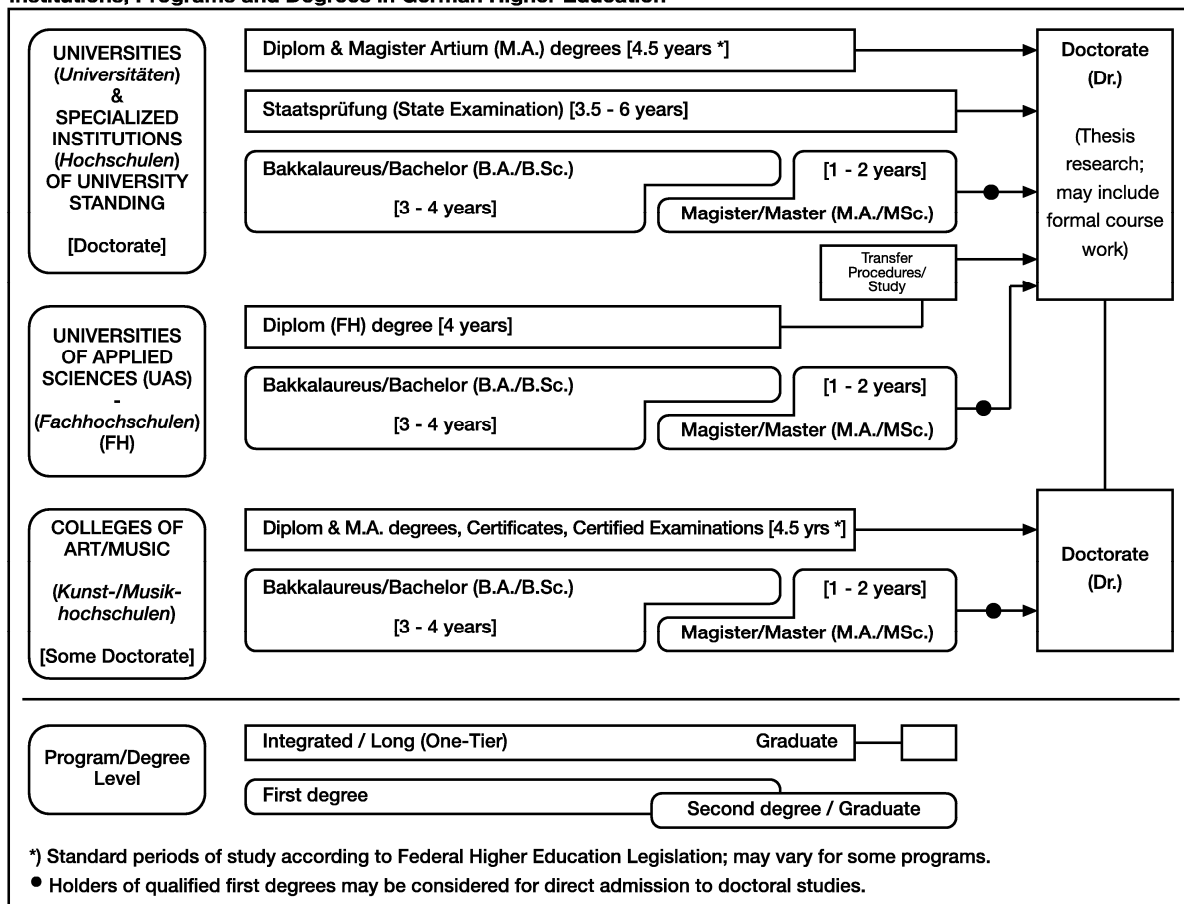 Institutions, Programs and Degrees in German Higher Education
UNIVERSITIES
(Universitäten)
&
SPECIALIZED
INSTITUTIONS
(Hochschulen)
OF UNIVERSITY
STANDING
[Doctorate]
Diplom & Magister Artium (M.A.) degrees [4.5 years *]
Staatsprüfung (State Examination) [3.5 - 6 years]
Bakkalaureus/Bachelor (B.A./B.Sc.)
[3 - 4 years]
[1 - 2 years]
Magister/Master (M.A./MSc.)
Transfer
Procedures/
Study
Doctorate
(Dr.)
(Thesis
research;
may include
formal course
work)
UNIVERSITIES
OF APPLIED
SCIENCES (UAS)
-
(Fachhochschulen)
(FH)
Diplom (FH) degree [4 years]
Bakkalaureus/Bachelor (B.A./B.Sc.)
[3 - 4 years]
[1 - 2 years]
Magister/Master (M.A./MSc.)
COLLEGES OF
ART/MUSIC
(Kunst-/Musik-
hochschulen)
[Some Doctorate]
Diplom & M.A. degrees, Certificates, Certified Examinations [4.5 yrs *]
Bakkalaureus/Bachelor (B.A./B.Sc.)
[3 - 4 years]
[1 - 2 years]
Magister/Master (M.A./MSc.)
Doctorate
(Dr.)
Program/Degree
Level
Integrated / Long (One-Tier) Graduate
First degree
Second degree / Graduate
*) Standard periods of study according to Federal Higher Education Legislation; may vary for some programs.
● Holders of qualified first degrees may be considered for direct admission to doctoral studies.